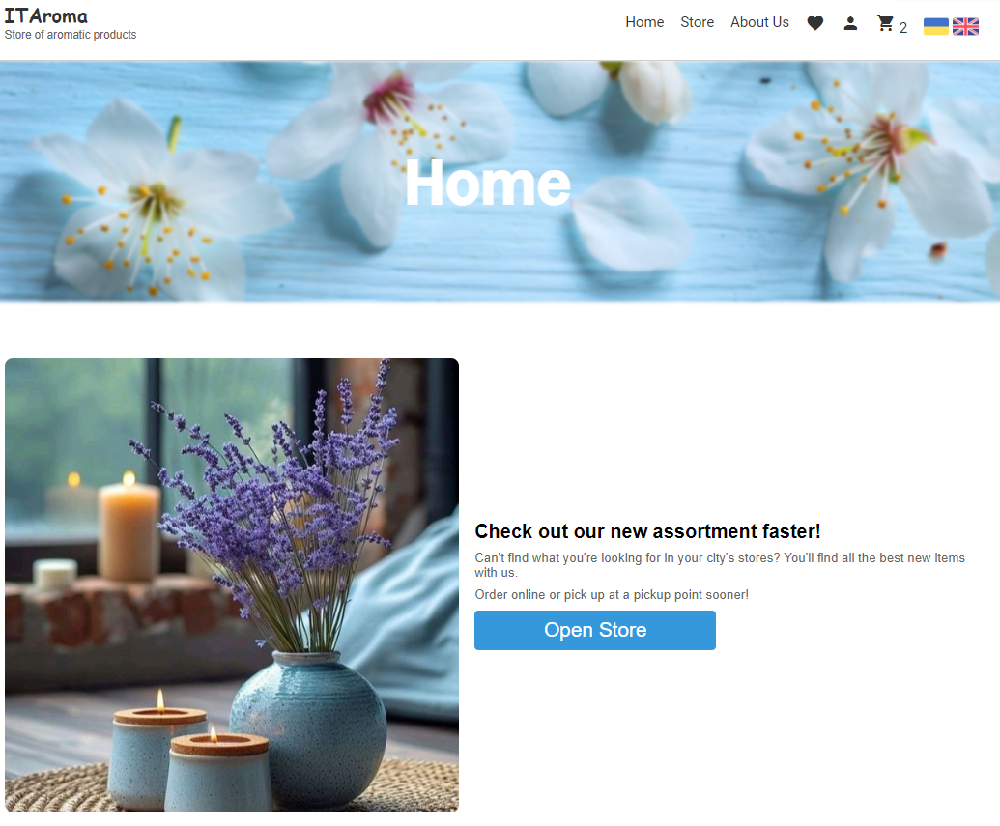 ITAroma
Store of aromatic products
Home Store About Us 2
Home
Check out our new assortment faster!
Can't find what you're looking for in your city's stores? You'll find all the best new items
with us.
Order online or pick up at a pickup point sooner!
Open Store